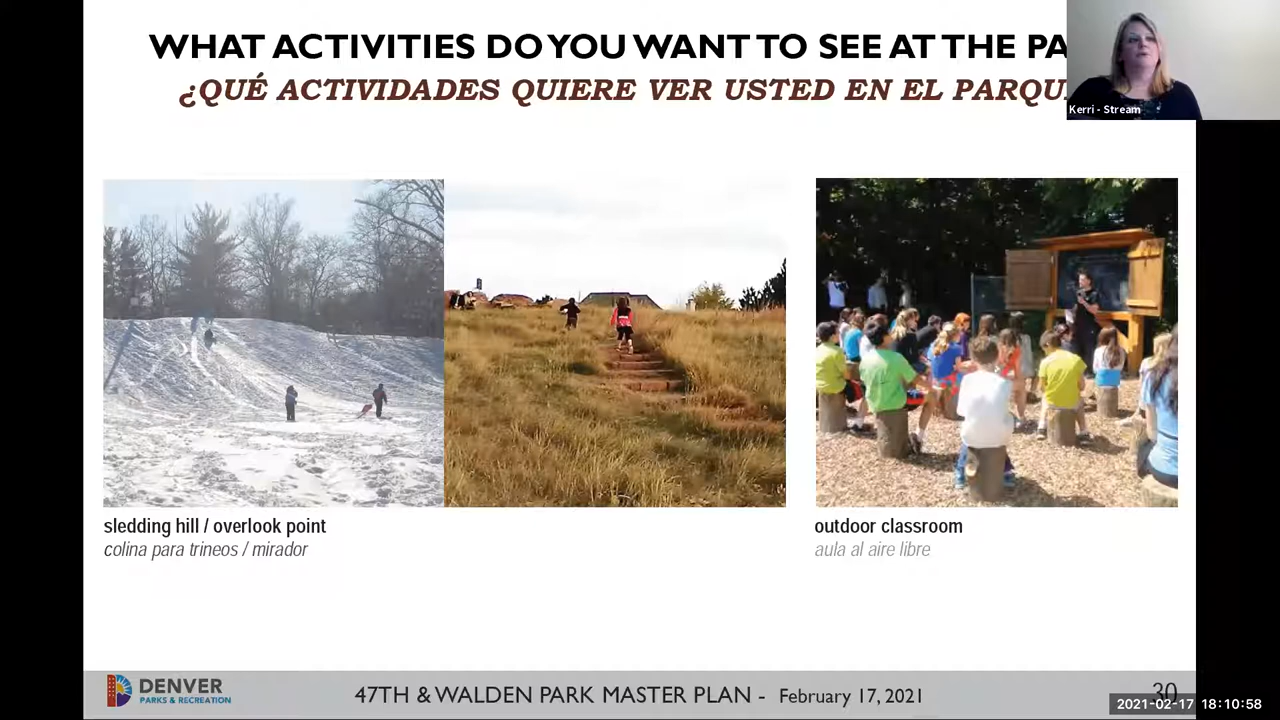 WHAT ACTIVITIES DO YOU WANT TO SEE AT THE PA
¿QUÉ ACTIVIDADES QUIERE VER USTED EN EL PARQU
Kerri - Stream
sledding hill / overlook point
colina para trineos / mirador
outdoor classroom
aula al aire libre
DENVER
PARKS & RECREATION
47TH & WALDEN PARK MASTER PLAN - February 17, 2021
30
2021-02-17 18:10:58